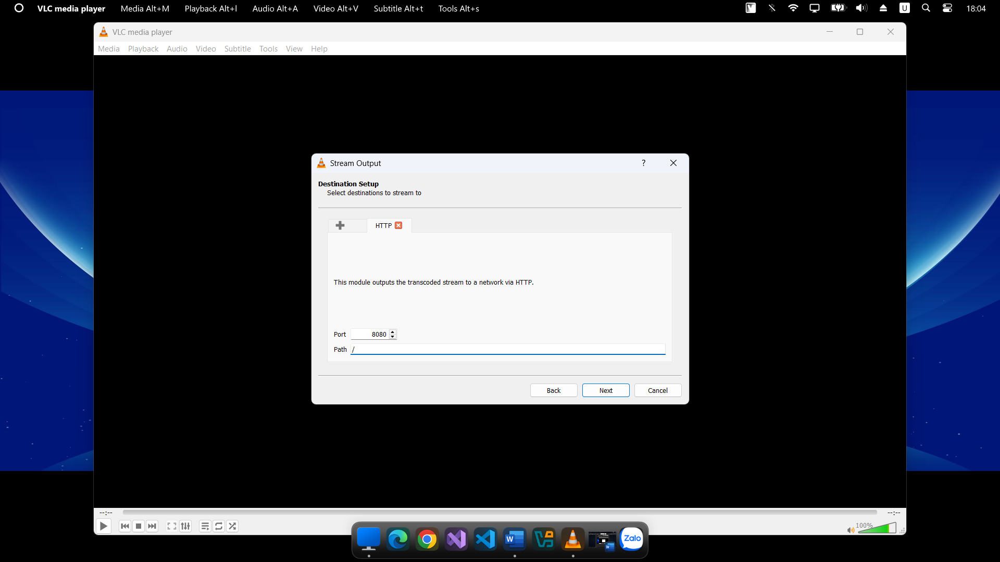 VLC media player Media Alt+M Playback Alt+l Audio Alt+A Video Alt+V Subtitle Alt+t Tools Alt+s U 18:04
VLC media player
Media Playback Audio Video Subtitle Tools View Help
Stream Output ?
Destination Setup
Select destinations to stream to
HTTP
This module outputs the transcoded stream to a network via HTTP.
Port 8080
Path /
Back Next Cancel
--:-- --:--
100%
W Zalo